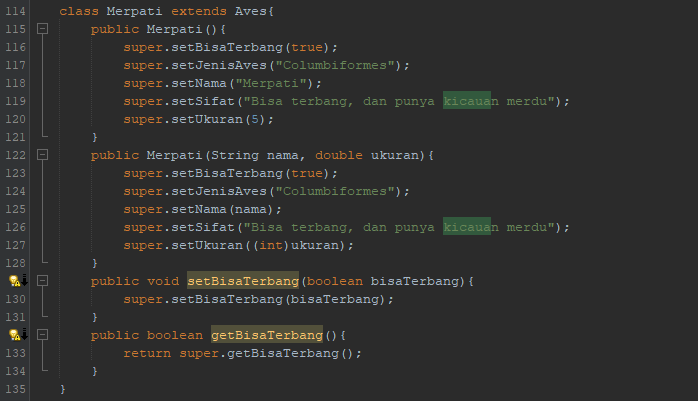 114 class Merpati extends Aves{
115 public Merpati(){
116 super.setBisaTerbang(true);
117 super.setJenisAves("Columbiformes");
118 super.setNama("Merpati");
119 super.setSifat("Bisa terbang, dan punya kicauan merdu");
120 super.setUkuran(5);
121 }
122 public Merpati(String nama, double ukuran){
123 super.setBisaTerbang(true);
124 super.setJenisAves("Columbiformes");
125 super.setNama(nama);
126 super.setSifat("Bisa terbang, dan punya kicauan merdu");
127 super.setUkuran((int)ukuran);
128 }
public void setBisaTerbang(boolean bisaTerbang){
130 super.setBisaTerbang(bisaTerbang);
131 }
public boolean getBisaTerbang(){
133 return super.getBisaTerbang();
134 }
135 }